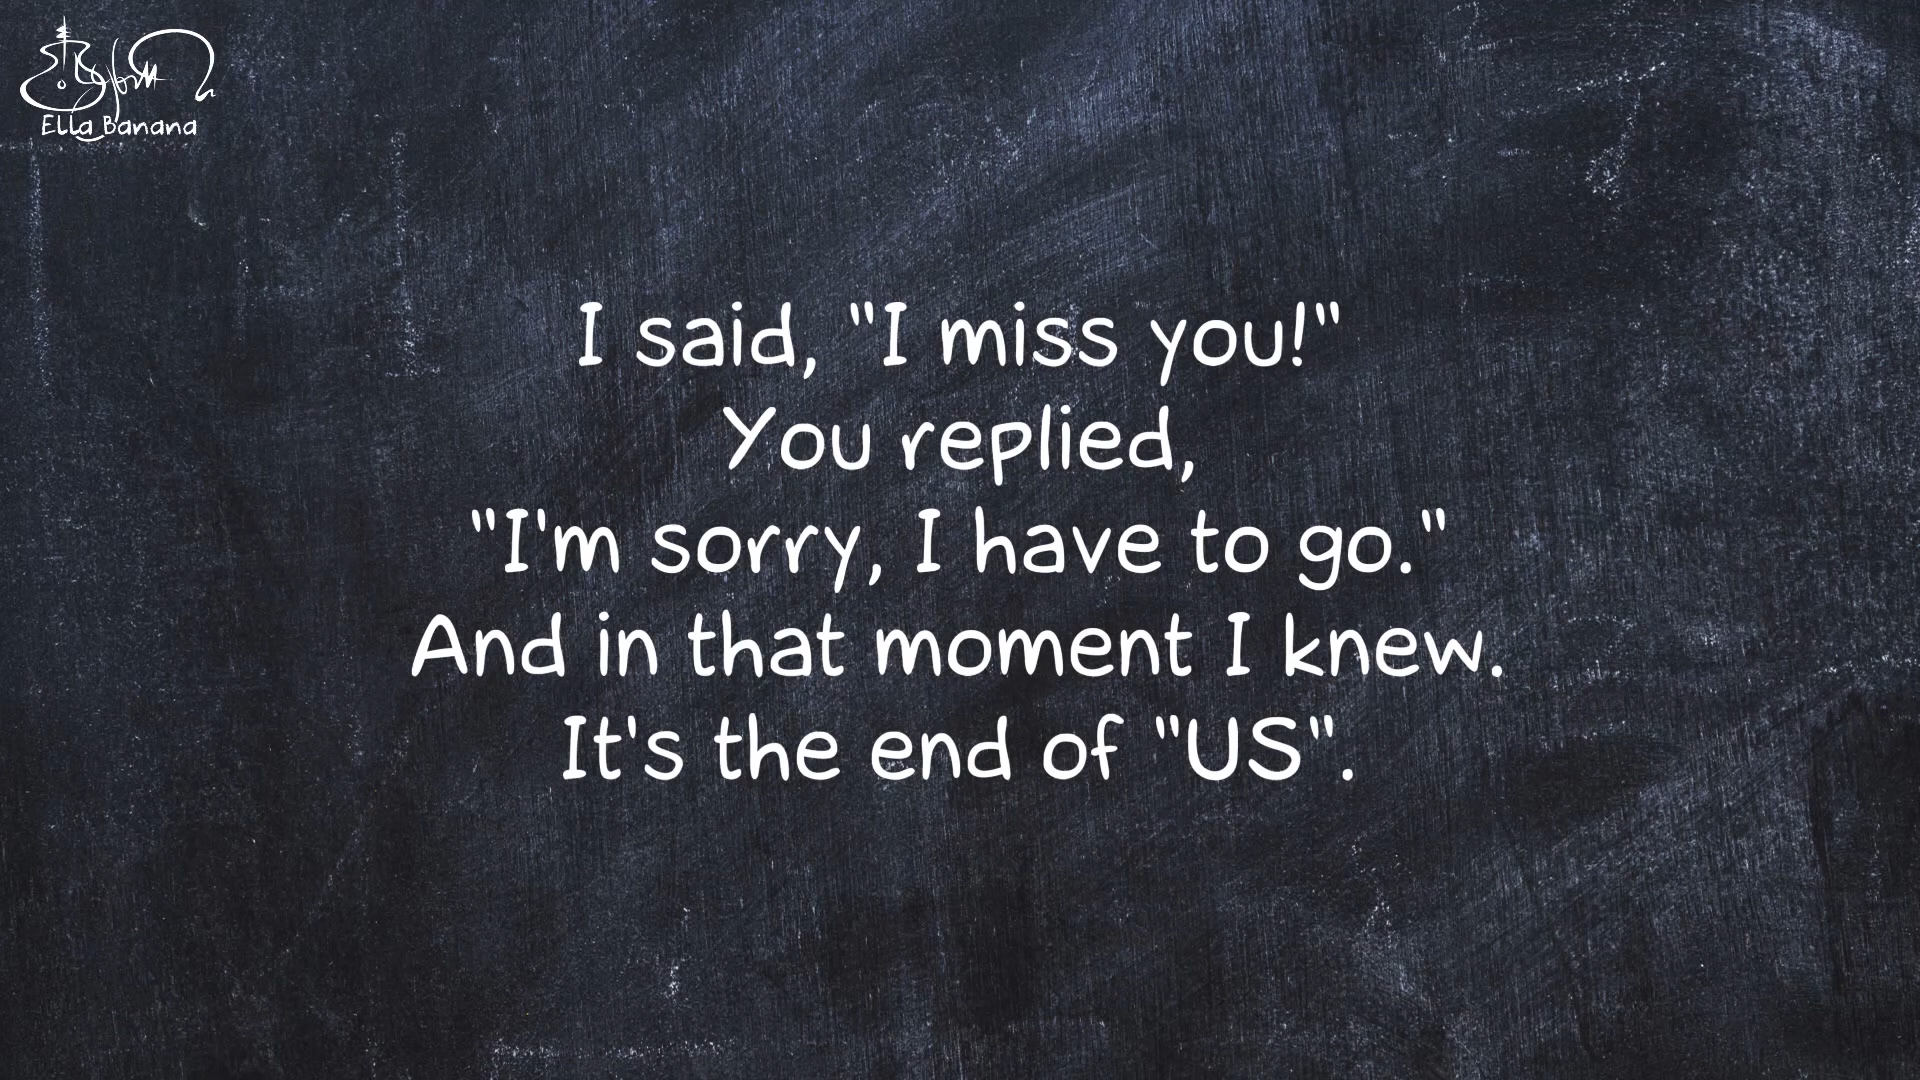 Ella Banana
I said, "I miss you!"
You replied,
"I'm sorry, I have to go."
And in that moment I knew.
It's the end of "US".